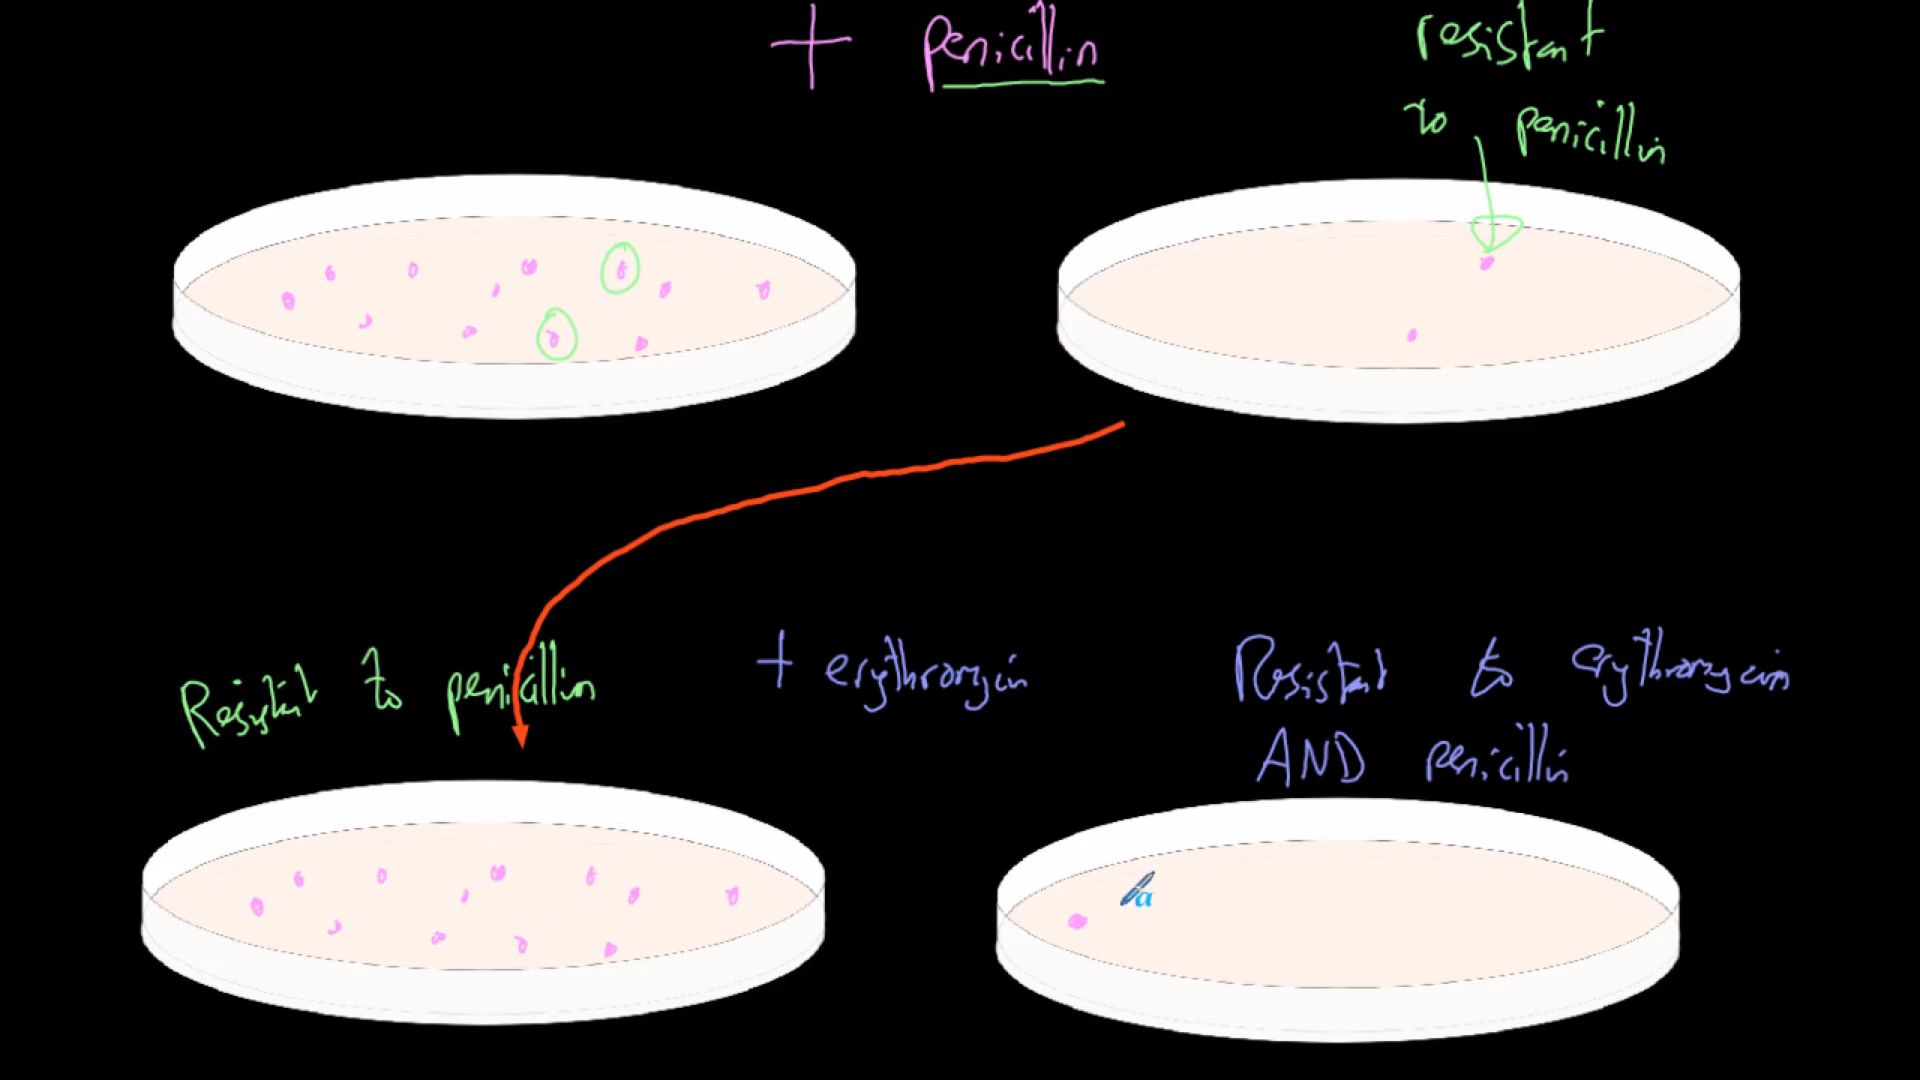 + penicillin
resistant
to penicillin
Resistant to penicillin
+ erythromycin
Resistant to erythromycin
AND penicillin
a